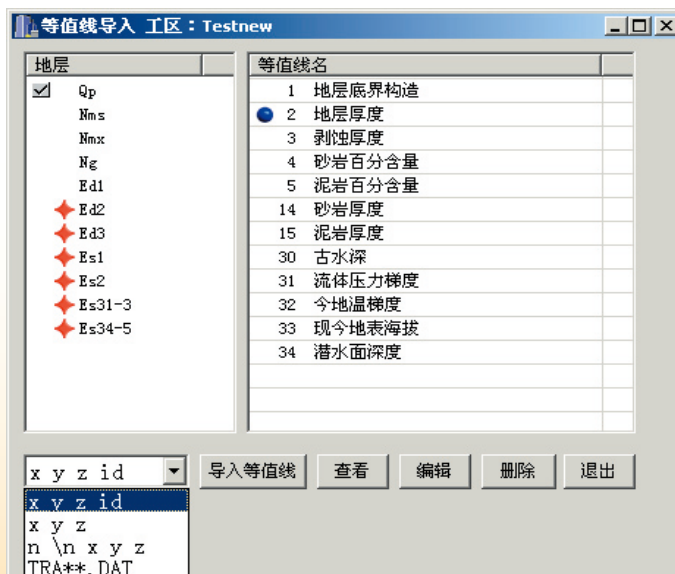 等值线导入 工区：Testnew
地层
Qp
Nms
Nmx
Ng
Ed1
Ed2
Ed3
Es1
Es2
Es31-3
Es34-5
等值线名
1 地层底界构造
2 地层厚度
3 剥蚀厚度
4 砂岩百分含量
5 泥岩百分含量
14 砂岩厚度
15 泥岩厚度
30 古水深
31 流体压力梯度
32 今地温梯度
33 现今地表海拔
34 潜水面深度
x y z id
导入等值线 查看 编辑 删除 退出
x y z id
x y z
n \n x y z
TRA**.DAT